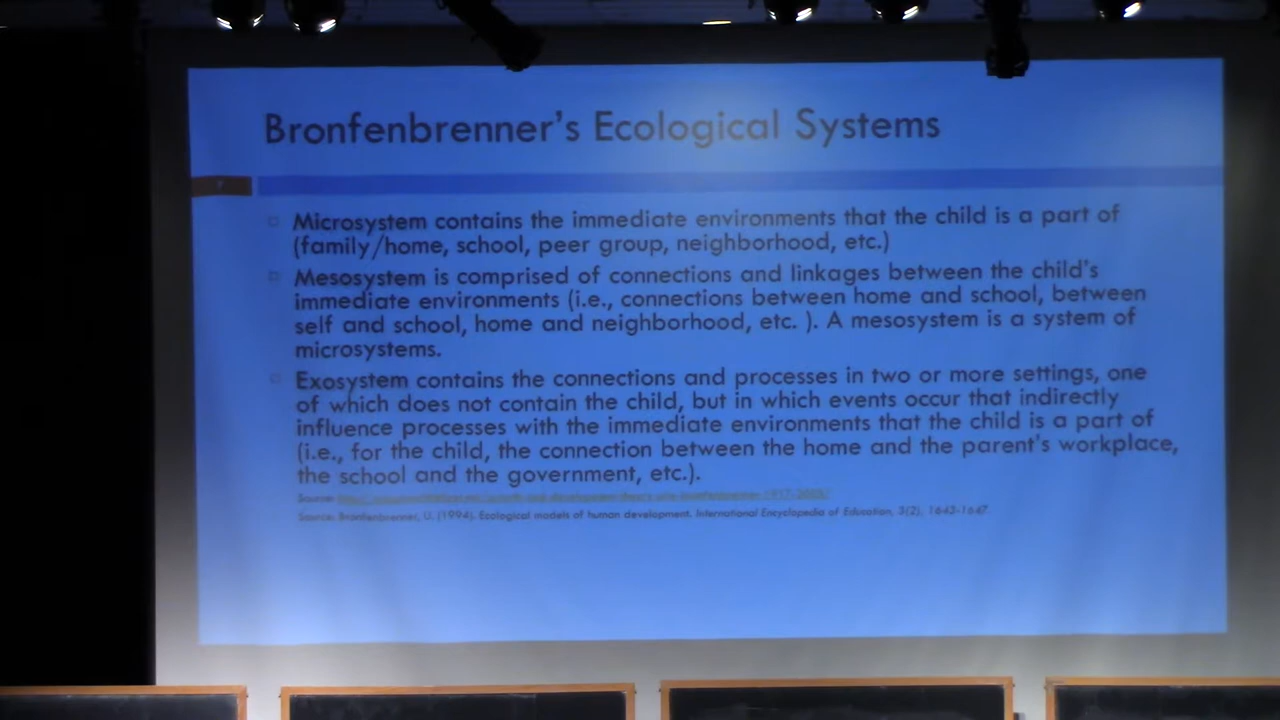 Bronfenbrenner's Ecological Systems
7
Microsystem contains the immediate environments that the child is a part of
(family/home, school, peer group, neighborhood, etc.)
Mesosystem is comprised of connections and linkages between the child's
immediate environments (i.e., connections between home and school, between
self and school, home and neighborhood, etc. ). A mesosystem is a system of
microsystems.
Exosystem contains the connections and processes in two or more settings, one
of which does not contain the child, but in which events occur that indirectly
influence processes with the immediate environments that the child is a part of
(i.e., for the child, the connection between the home and the parent's workplace,
the school and the government, etc.).
Source:
Source: Bronfenbrenner, U. (1994). Ecological models of human development. International Encyclopedia of Education, 3(2), 1643-1647.